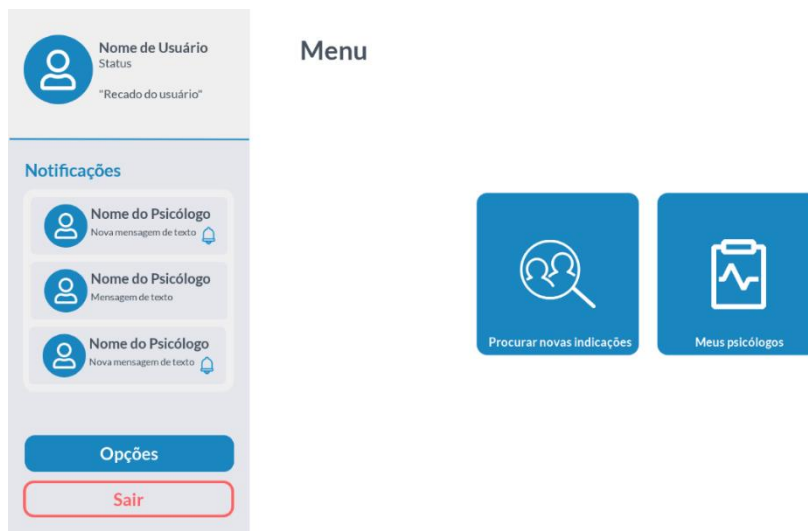 Nome de Usuário
Status
"Recado do usuário"
Menu
Notificações
Nome do Psicólogo
Nova mensagem de texto
Nome do Psicólogo
Mensagem de texto
Nome do Psicólogo
Nova mensagem de texto
Opções
Sair
Procurar novas indicações
Meus psicólogos